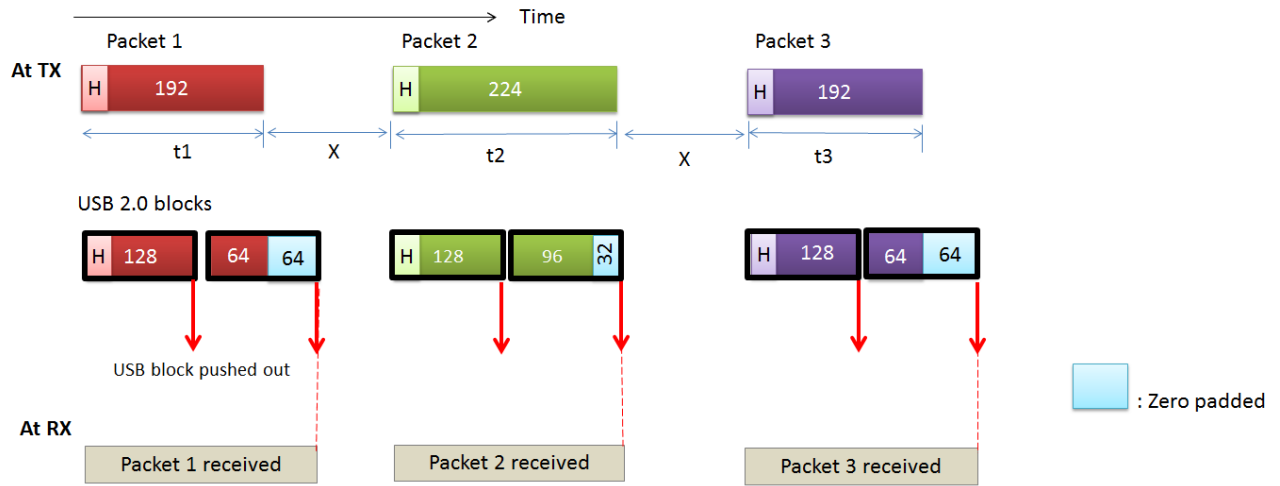 Time
Packet 1 Packet 2 Packet 3
At TX
H 192 H 224 H 192
t1 X t2 X t3
USB 2.0 blocks
H 128 64 64 H 128 96 32 H 128 64 64
USB block pushed out
: Zero padded
At RX
Packet 1 received Packet 2 received Packet 3 received